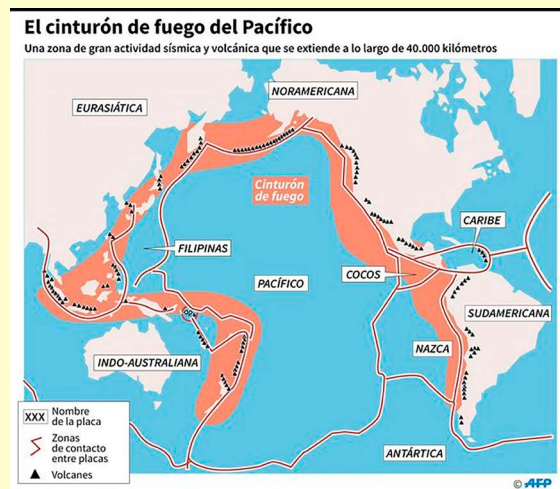 El cinturón de fuego del Pacífico
Una zona de gran actividad sísmica y volcánica que se extiende a lo largo de 40.000 kilómetros
NORAMERICANA
EURASIÁTICA
Cinturón
de fuego
CARIBE
FILIPINAS
COCOS
PACÍFICO
SUDAMERICANA
NAZCA
INDO-AUSTRALIANA
ANTÁRTICA
XXX Nombre
de la placa
Zonas
de contacto
entre placas
Volcanes
© AFP